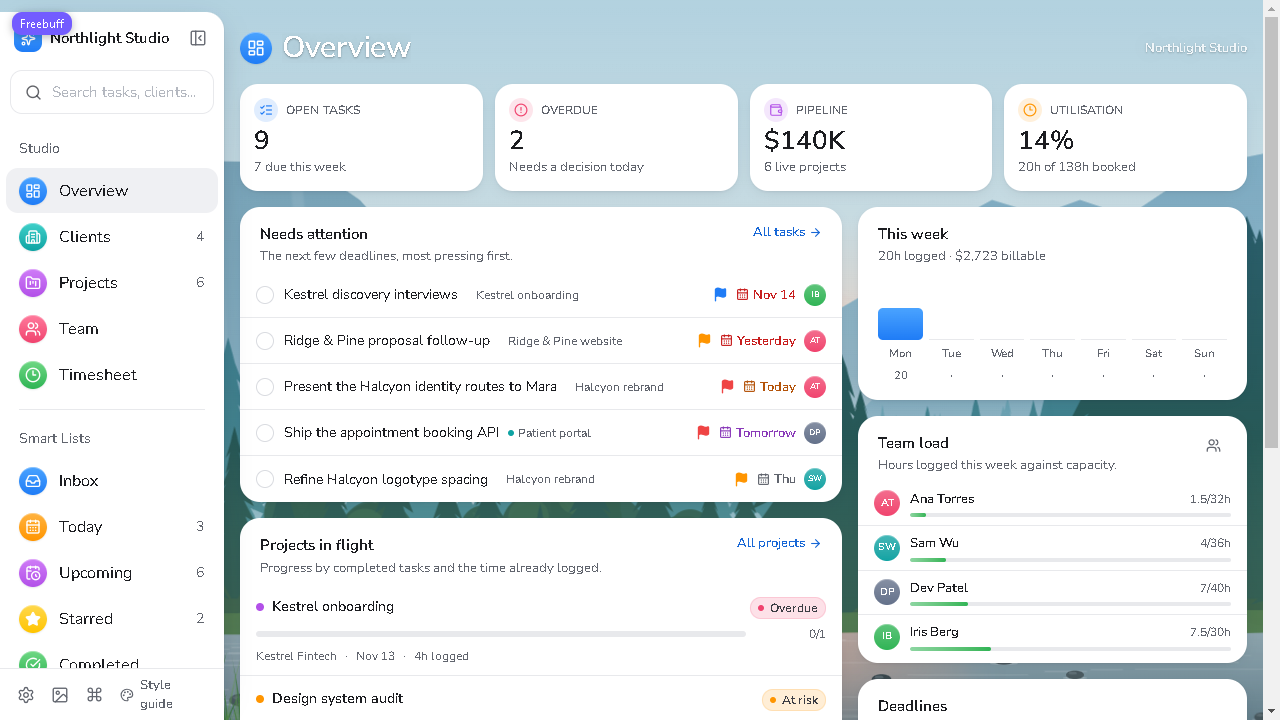 Freebuff
Northlight Studio
Search tasks, clients...
Studio
Overview
Clients 4
Projects 6
Team
Timesheet
Smart Lists
Inbox
Today 3
Upcoming 6
Starred 2
Completed
Style guide
Overview
Northlight Studio
OPEN TASKS
9
7 due this week
OVERDUE
2
Needs a decision today
PIPELINE
$140K
6 live projects
UTILISATION
14%
20h of 138h booked
Needs attention
All tasks →
The next few deadlines, most pressing first.
Kestrel discovery interviews Kestrel onboarding Nov 14 IB
Ridge & Pine proposal follow-up Ridge & Pine website Yesterday AT
Present the Halcyon identity routes to Mara Halcyon rebrand Today AT
Ship the appointment booking API Patient portal Tomorrow DP
Refine Halcyon logotype spacing Halcyon rebrand Thu SW
Projects in flight
All projects →
Progress by completed tasks and the time already logged.
Kestrel onboarding Overdue
0/1
Kestrel Fintech · Nov 13 · 4h logged
Design system audit At risk
This week
20h logged · $2,723 billable
Mon Tue Wed Thu Fri Sat Sun
20 · · · · · ·
Team load
Hours logged this week against capacity.
AT Ana Torres 1.5/32h
SW Sam Wu 4/36h
DP Dev Patel 7/40h
IB Iris Berg 7.5/30h
Deadlines